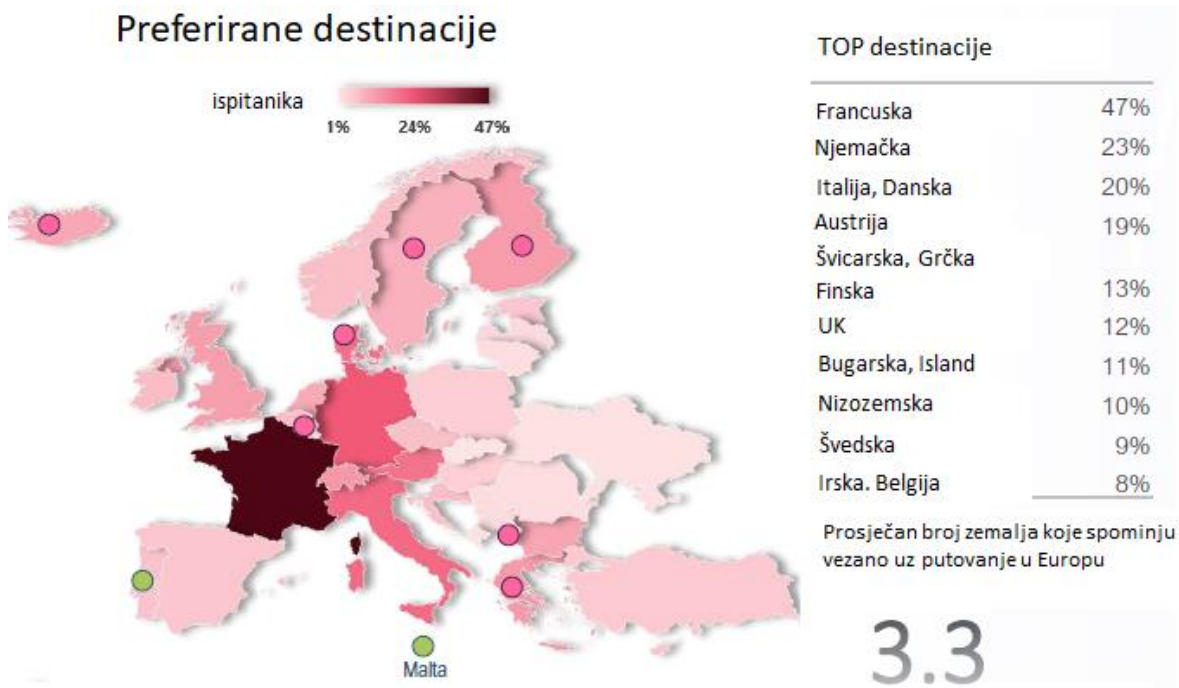 Preferirane destinacije
ispitanika
1% 24% 47%
Malta
TOP destinacije
Francuska 47%
Njemačka 23%
Italija, Danska 20%
Austrija 19%
Švicarska, Grčka
Finska 13%
UK 12%
Bugarska, Island 11%
Nizozemska 10%
Švedska 9%
Irska. Belgija 8%
Prosječan broj zemalja koje spominju
vezano uz putovanje u Europu
3.3